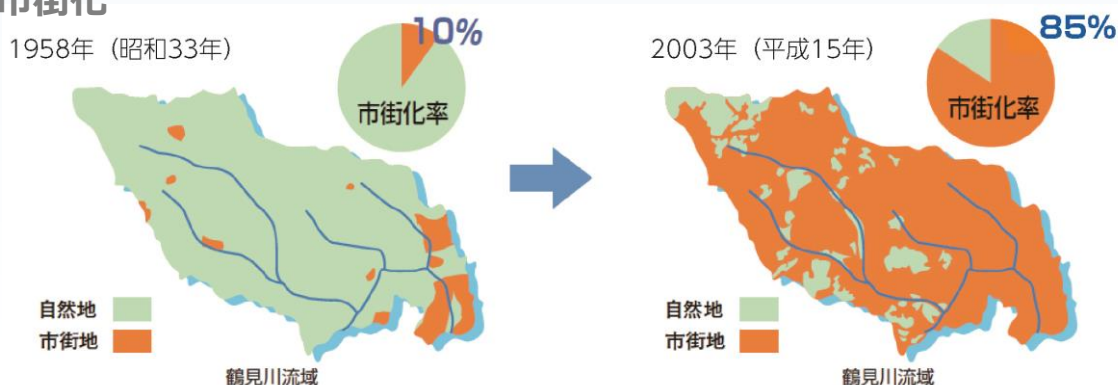 市街化
1958年（昭和33年）
10%
市街化率
自然地
市街地
鶴見川流域
2003年（平成15年）
85%
市街化率
自然地
市街地
鶴見川流域